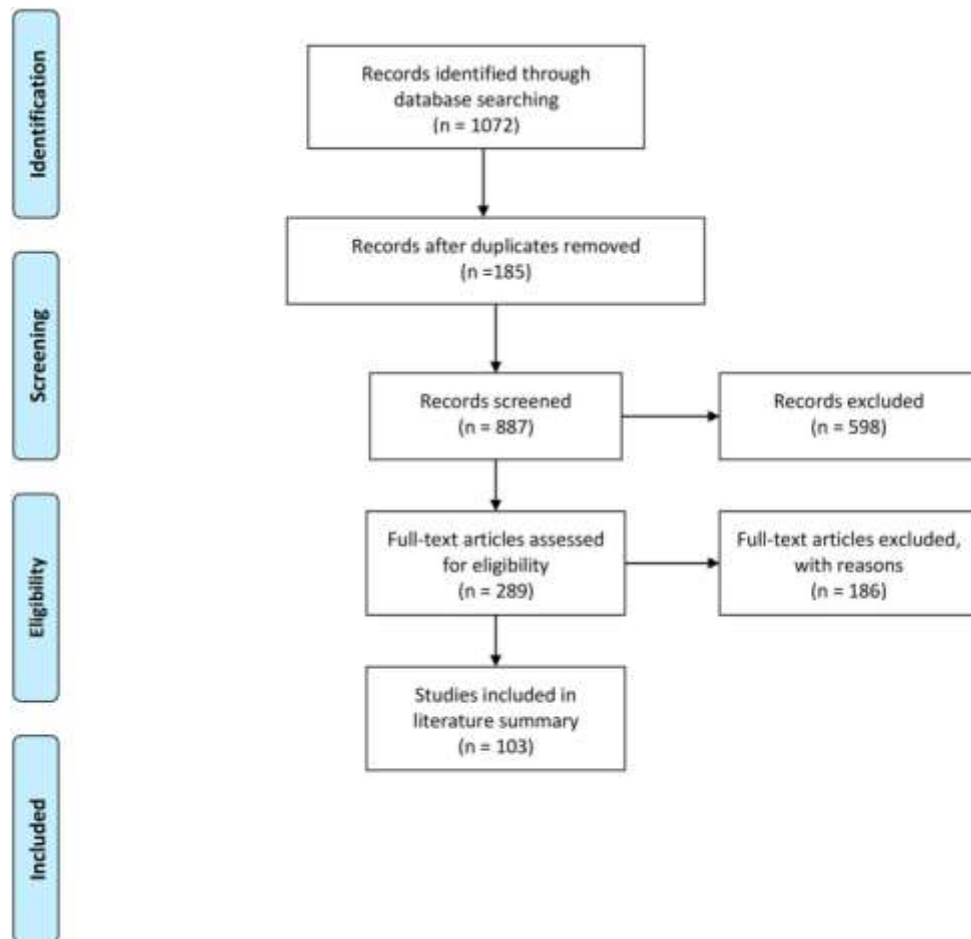 Identification
Records identified through
database searching
(n = 1072)
Records after duplicates removed
(n =185)
Screening
Records screened
(n = 887)
Records excluded
(n = 598)
Eligibility
Full-text articles assessed
for eligibility
(n = 289)
Full-text articles excluded,
with reasons
(n = 186)
Studies included in
literature summary
(n = 103)
Included